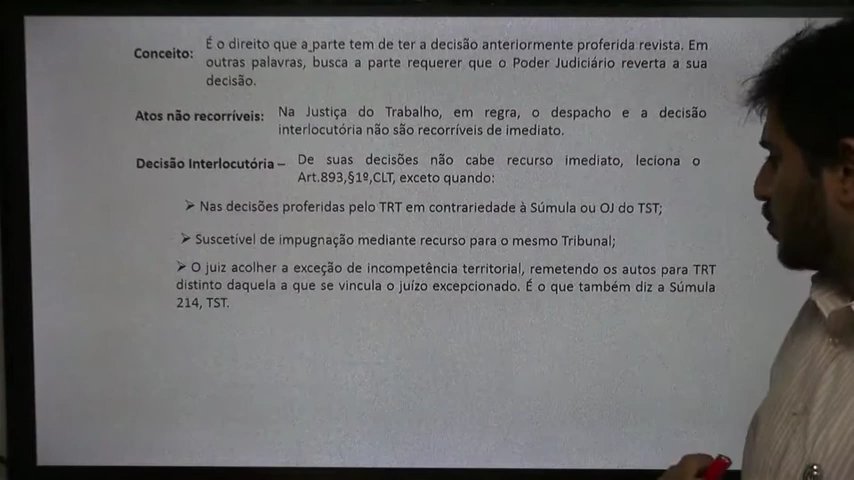 Conceito: É o direito que a parte tem de ter a decisão anteriormente proferida revista. Em
outras palavras, busca a parte requerer que o Poder Judiciário reverta a sua
decisão.
Atos não recorríveis: Na Justiça do Trabalho, em regra, o despacho e a decisão
interlocutória não são recorríveis de imediato.
Decisão Interlocutória – De suas decisões não cabe recurso imediato, leciona o
Art.893,§1º,CLT, exceto quando:
➢ Nas decisões proferidas pelo TRT em contrariedade à Súmula ou OJ do TST;
➢ Suscetível de impugnação mediante recurso para o mesmo Tribunal;
➢ O juiz acolher a exceção de incompetência territorial, remetendo os autos para TRT
distinto daquela a que se vincula o juízo excepcionado. É o que também diz a Súmula
214, TST.